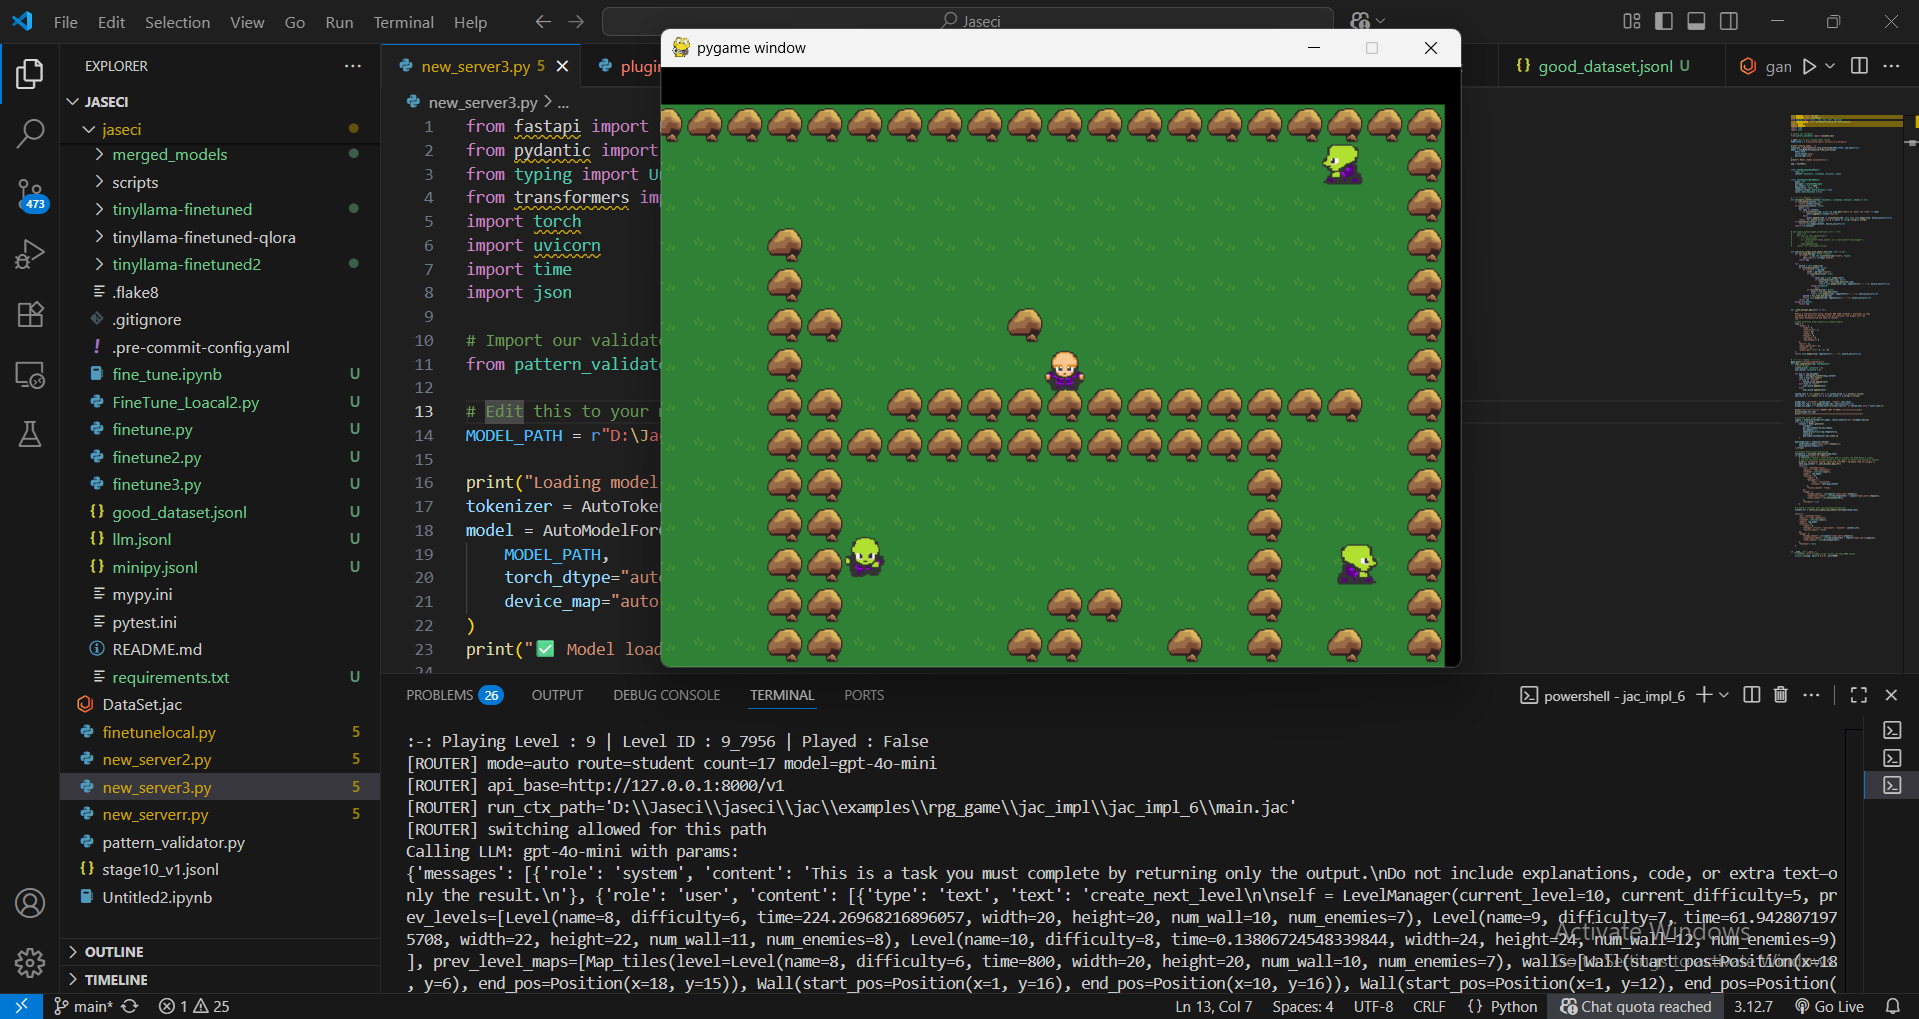 File Edit Selection View Go Run Terminal Help
Jaseci
pygame window
EXPLORER
JASECI
jaseci
merged_models
scripts
tinyllama-finetuned
tinyllama-finetuned-qlora
tinyllama-finetuned2
.flake8
.gitignore
.pre-commit-config.yaml
fine_tune.ipynb U
FineTune_Loacal2.py U
finetune.py U
finetune2.py U
finetune3.py U
good_dataset.jsonl U
llm.jsonl U
minipy.jsonl U
mypy.ini
pytest.ini
README.md
requirements.txt U
DataSet.jac
finetunelocal.py 5
new_server2.py 5
new_server3.py 5
new_serverr.py 5
pattern_validator.py
stage10_v1.jsonl
Untitled2.ipynb
OUTLINE
TIMELINE
473
new_server3.py 5
good_dataset.jsonl U
new_server3.py > ...
1 from fastapi import
2 from pydantic import
3 from typing import
4 from transformers
5 import torch
6 import uvicorn
7 import time
8 import json
9
10 # Import our
11 from
12
13 # Edit this to your
14 MODEL_PATH = r"D:\
15
16 print("Loading model
17 tokenizer =
18 model =
19 MODEL_PATH,
20
21 device_map="auto
22 )
23 print("✅ Model
24
PROBLEMS 26 OUTPUT DEBUG CONSOLE TERMINAL PORTS
powershell - jac_impl_6
:-: Playing Level : 9 | Level ID : 9_7956 | Played : False
[ROUTER] mode=auto route=student count=17 model=gpt-4o-mini
[ROUTER] api_base=http://127.0.0.1:8000/v1
[ROUTER] run_ctx_path='D:\\Jaseci\\jaseci\\jac\\examples\\rpg_game\\jac_impl\\jac_impl_6\\main.jac'
[ROUTER] switching allowed for this path
Calling LLM: gpt-4o-mini with params:
{'messages': [{'role': 'system', 'content': 'This is a task you must complete by returning only the output.\nDo not include explanations, code, or extra text—o
nly the result.\n'}, {'role': 'user', 'content': [{'type': 'text', 'text': 'create_next_level\n\nself = LevelManager(current_level=10, current_difficulty=5, pr
ev_levels=[Level(name=8, difficulty=6, time=224.26968216896057, width=20, height=20, num_wall=10, num_enemies=7), Level(name=9, difficulty=7, time=61.942807197
5708, width=22, height=22, num_wall=11, num_enemies=8), Level(name=10, difficulty=8, time=0.13806724548339844, width=24, height=24, num_wall=12, num_enemies=9)
], prev_level_maps=[Map_tiles(level=Level(name=8, difficulty=6, time=800, width=20, height=20, num_wall=10, num_enemies=7), walls=[Wall(start_pos=Position(x=18
, y=6), end_pos=Position(x=18, y=15)), Wall(start_pos=Position(x=1, y=16), end_pos=Position(x=10, y=16)), Wall(start_pos=Position(x=1, y=12), end_pos=Position(
Activate Windows
Go to Settings to activate Windows.
main* 1 25
Ln 13, Col 7 Spaces: 4 UTF-8 CRLF Python Chat quota reached 3.12.7 Go Live